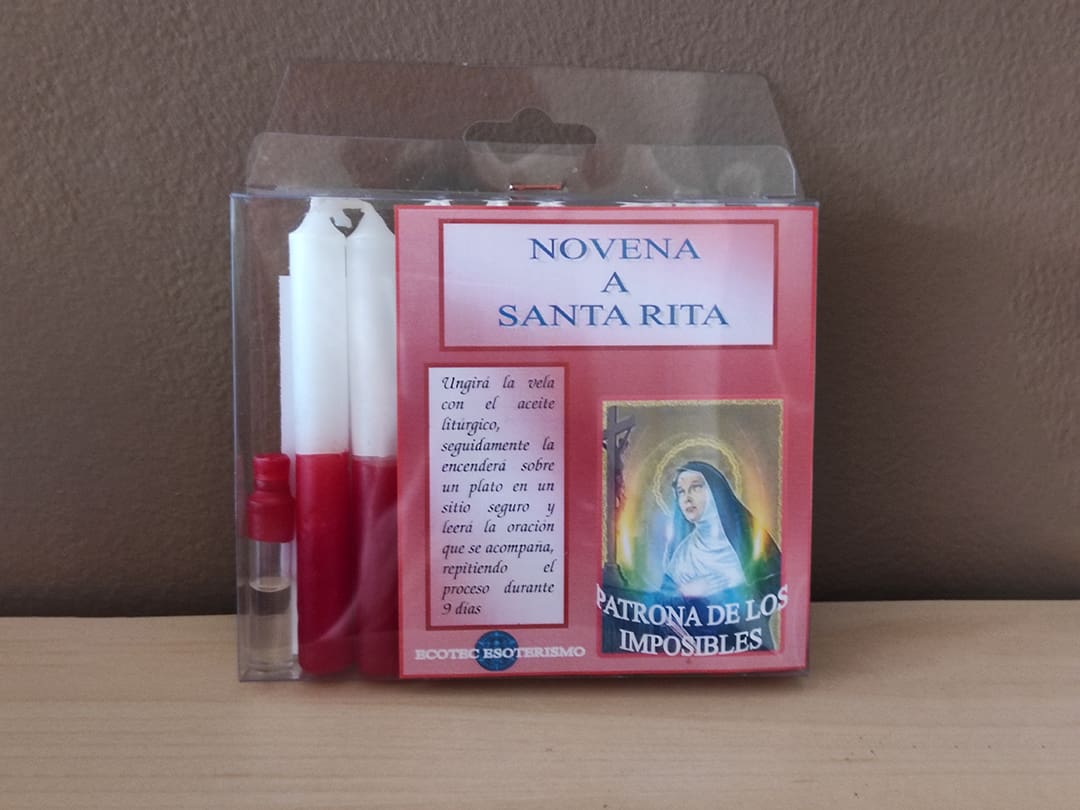 NOVENA
A
SANTA RITA
Ungirá la vela
con el aceite
litúrgico,
seguidamente la
encenderá sobre
un plato en un
sitio seguro y
leerá la oración
que se acompaña,
repitiendo el
proceso durante
9 días
PATRONA DE LOS
IMPOSIBLES
ECOTEC ESOTERISMO